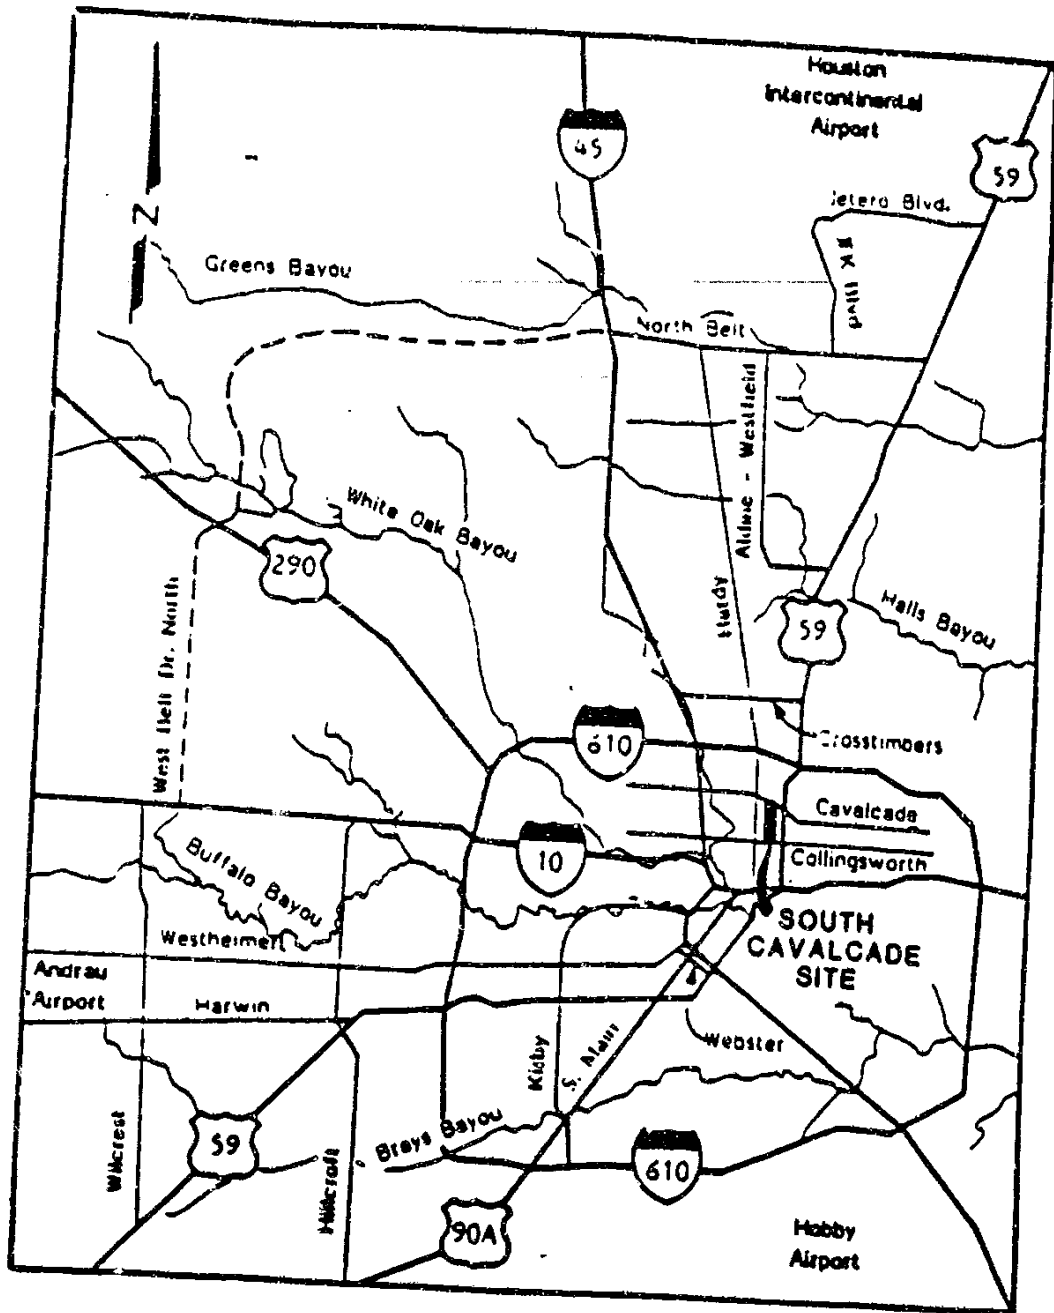 Houston
Intercontinental
Airport
45
59
N
Jetero Blvd.
Greens Bayou
JFK Blvd
North Belt
Aldine - Westfield
White Oak Bayou
290
West Belt Dr. North
Hardy
59
Halls Bayou
610
Crosstimbers
Cavalcade
10
Collingsworth
Buffalo Bayou
SOUTH
CAVALCADE
SITE
Westheimer
Andrau
Airport
Harwin
Webster
Kirby
S. Main
Wilcrest
59
Hillcroft
Brays Bayou
610
90A
Hobby
Airport